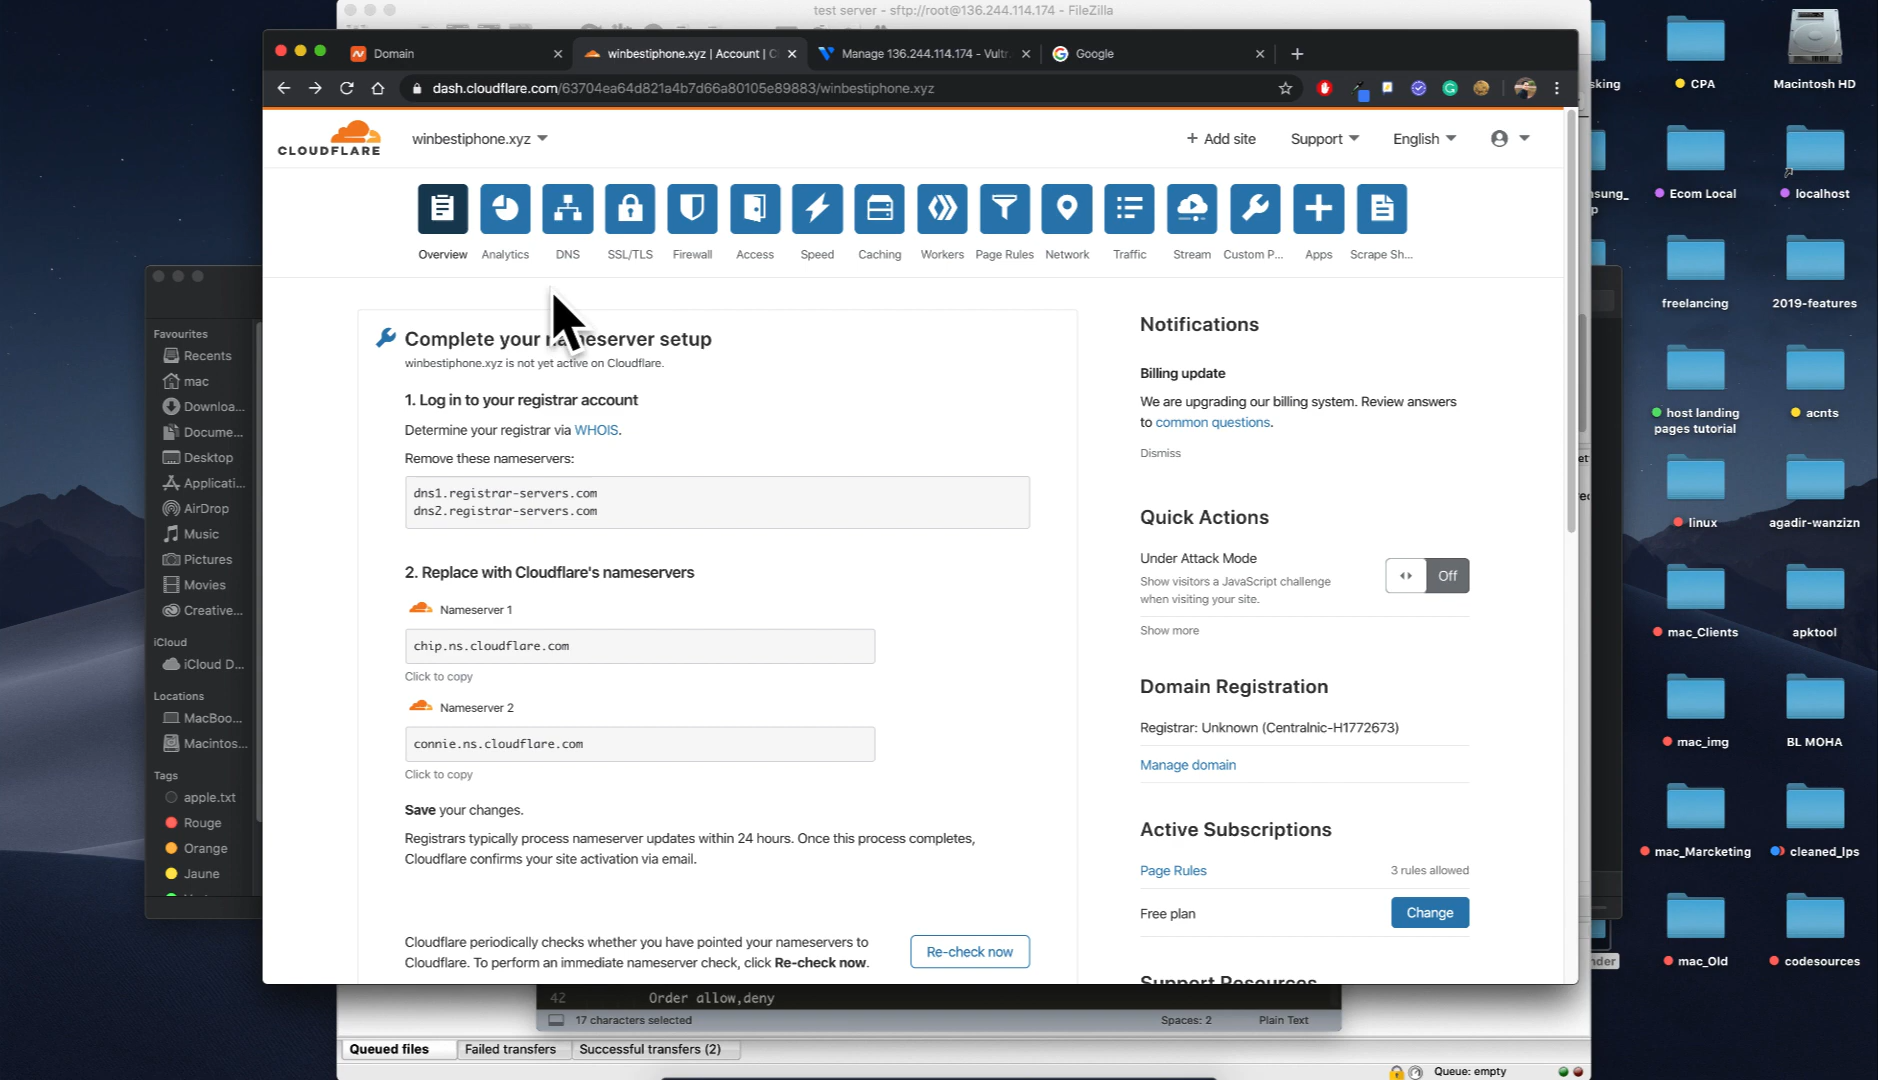 test server - sftp://root@136.244.114.174 - FileZilla
Domain
winbestiphone.xyz | Account | C
Manage 136.244.114.174 - Vultr.
Google
dash.cloudflare.com/63704ea64d821a4b7d66a80105e89883/winbestiphone.xyz
CLOUDFLARE
winbestiphone.xyz
+ Add site
Support
English
Overview
Analytics
DNS
SSL/TLS
Firewall
Access
Speed
Caching
Workers
Page Rules
Network
Traffic
Stream
Custom P...
Apps
Scrape Sh...
Complete your nameserver setup
winbestiphone.xyz is not yet active on Cloudflare.
1. Log in to your registrar account
Determine your registrar via WHOIS.
Remove these nameservers:
dns1.registrar-servers.com
dns2.registrar-servers.com
2. Replace with Cloudflare's nameservers
Nameserver 1
chip.ns.cloudflare.com
Click to copy
Nameserver 2
connie.ns.cloudflare.com
Click to copy
Save your changes.
Registrars typically process nameserver updates within 24 hours. Once this process completes,
Cloudflare confirms your site activation via email.
Cloudflare periodically checks whether you have pointed your nameservers to
Cloudflare. To perform an immediate nameserver check, click Re-check now.
Re-check now
Notifications
Billing update
We are upgrading our billing system. Review answers
to common questions.
Dismiss
Quick Actions
Under Attack Mode
Show visitors a JavaScript challenge
when visiting your site.
Off
Show more
Domain Registration
Registrar: Unknown (Centralnic-H1772673)
Manage domain
Active Subscriptions
Page Rules
3 rules allowed
Free plan
Change
Support Resources
Favourites
Recents
mac
Downloa...
Docume...
Desktop
Applicati...
AirDrop
Music
Pictures
Movies
Creative...
iCloud
iCloud D...
Locations
MacBoo...
Macintos...
Tags
apple.txt
Rouge
Orange
Jaune
42
Order allow,deny
17 characters selected
Spaces: 2
Plain Text
Queued files
Failed transfers
Successful transfers (2)
Queue: empty
CPA
Macintosh HD
Ecom Local
localhost
freelancing
2019-features
host landing
pages tutorial
acnts
linux
agadir-wanzizn
mac_Clients
apktool
mac_img
BL MOHA
mac_Marcketing
cleaned_lps
mac_Old
codesources